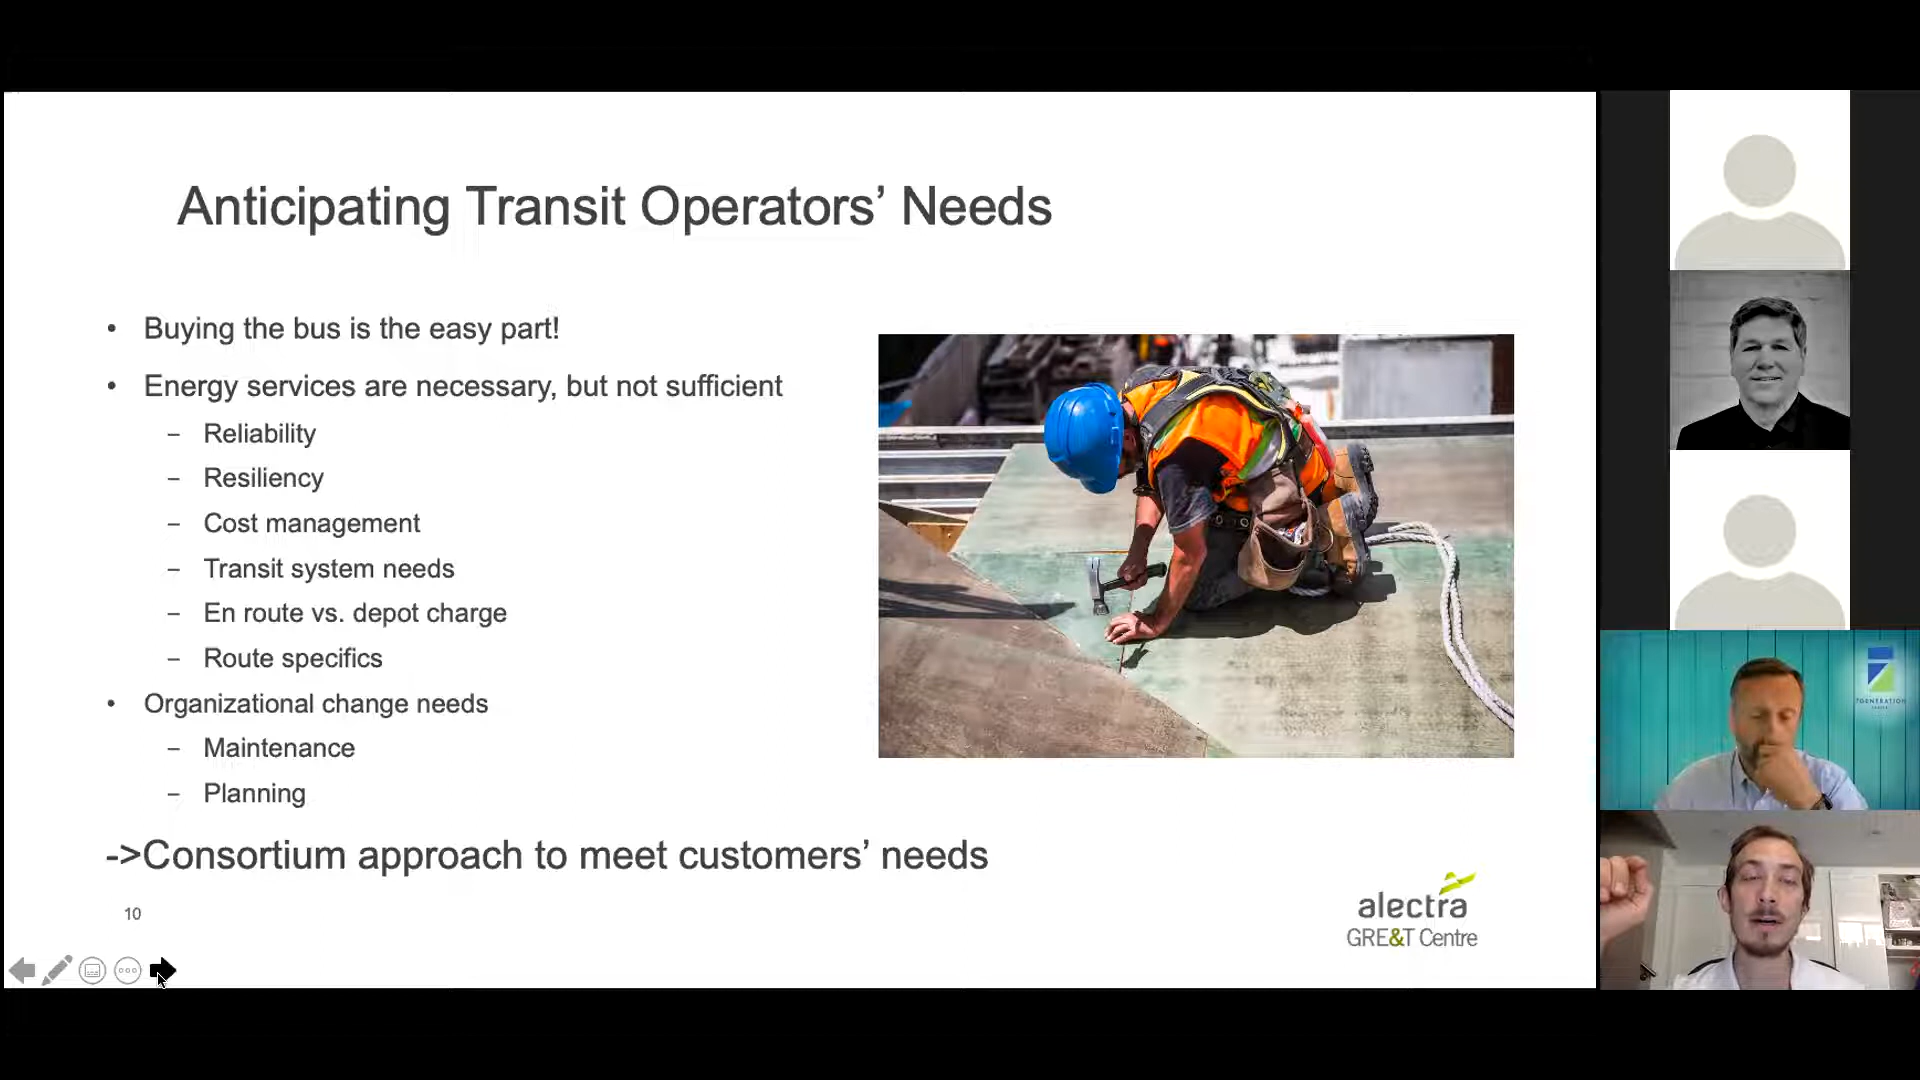 Anticipating Transit Operators’ Needs
• Buying the bus is the easy part!
• Energy services are necessary, but not sufficient
– Reliability
– Resiliency
– Cost management
– Transit system needs
– En route vs. depot charge
– Route specifics
• Organizational change needs
– Maintenance
– Planning
->Consortium approach to meet customers’ needs
10
alectra
GRE&T Centre